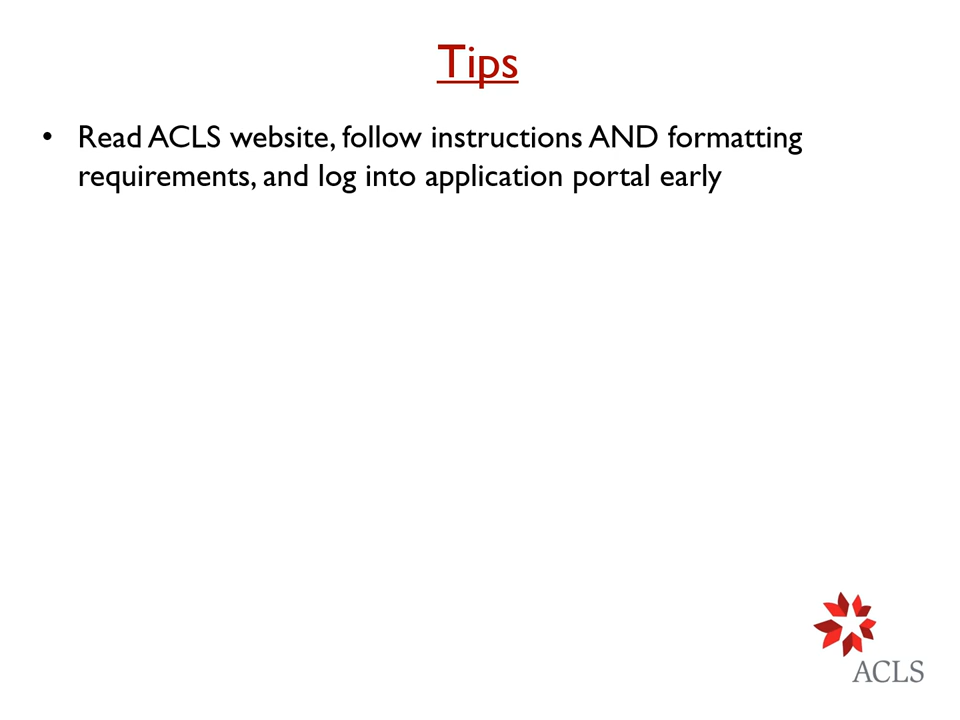 Tips
• Read ACLS website, follow instructions AND formatting
requirements, and log into application portal early
ACLS